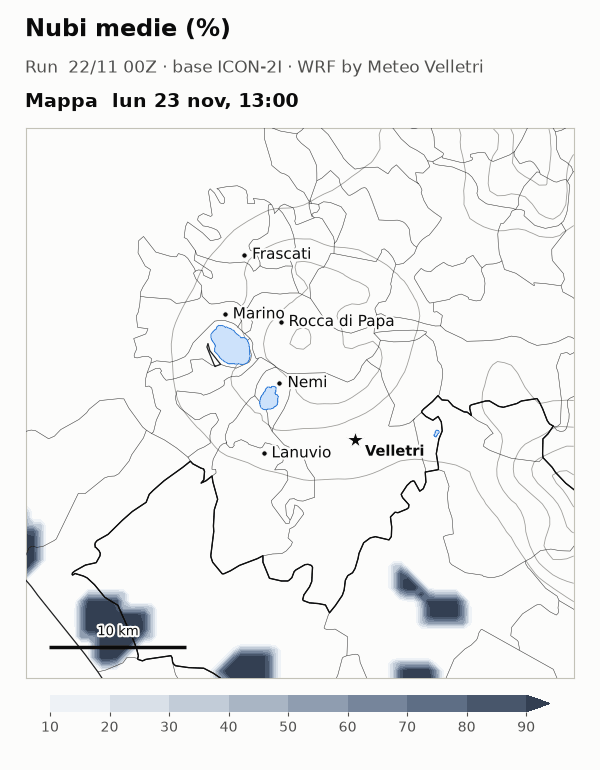 Nubi medie (%)
Run  22/11 00Z · base ICON-2I · WRF by Meteo Velletri
Mappa  lun 23 nov, 13:00
Frascati
Marino
Rocca di Papa
Nemi
Velletri
Lanuvio
10 km
10 20 30 40 50 60 70 80 90